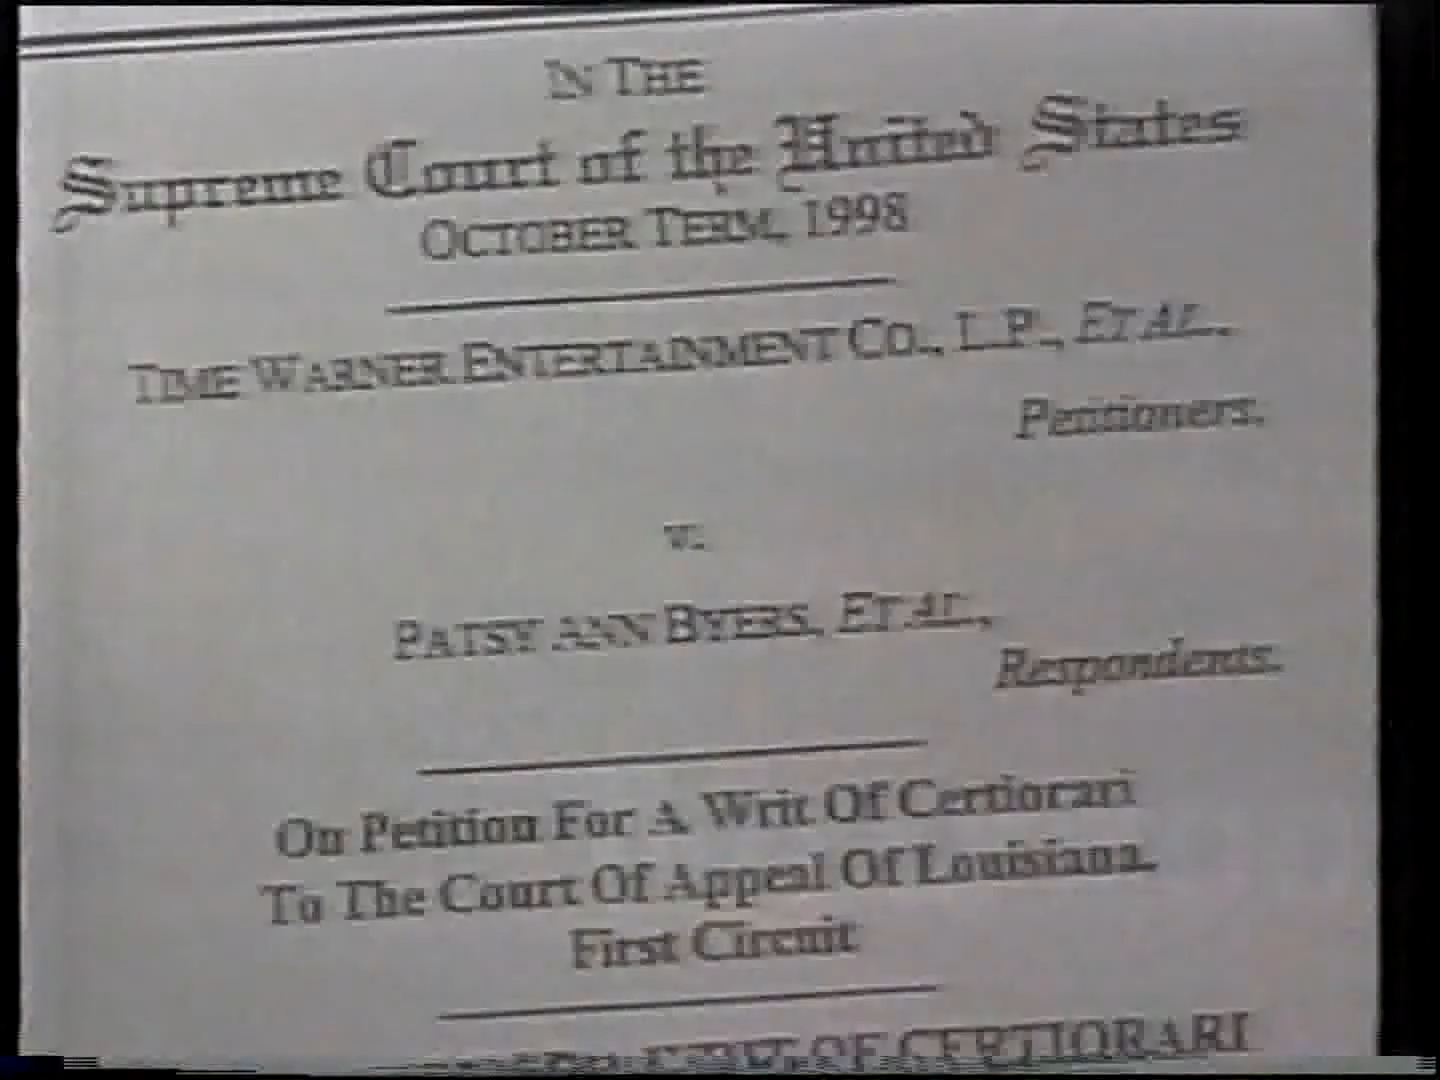 IN THE
Supreme Court of the United States
OCTOBER TERM, 1998
TIME WARNER ENTERTAINMENT CO., L.P., ET AL.,
Petitioners,
v.
PATSY ANN BYERS, ET AL.,
Respondents.
On Petition For A Writ Of Certiorari
To The Court Of Appeal Of Louisiana,
First Circuit
OF CERTIORARI